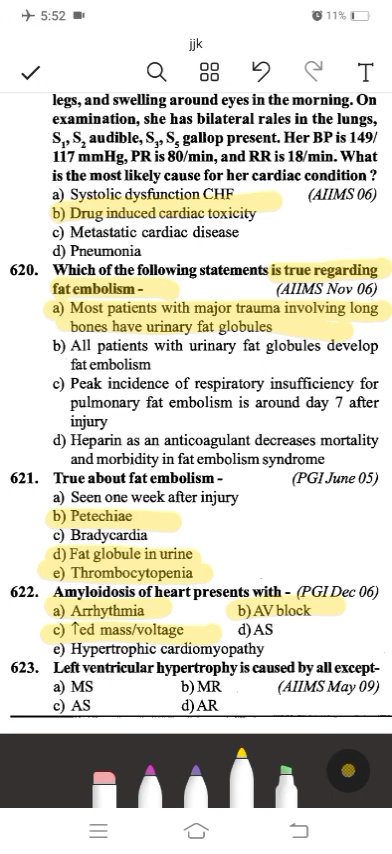 5:52
11%
jjk
T
legs, and swelling around eyes in the morning. On
examination, she has bilateral rales in the lungs,
S₁, S₂ audible, S₃, S₅ gallop present. Her BP is 149/
117 mmHg, PR is 80/min, and RR is 18/min. What
is the most likely cause for her cardiac condition ?
a) Systolic dysfunction CHF (AIIMS 06)
b) Drug induced cardiac toxicity
c) Metastatic cardiac disease
d) Pneumonia
620. Which of the following statements is true regarding
fat embolism - (AIIMS Nov 06)
a) Most patients with major trauma involving long
bones have urinary fat globules
b) All patients with urinary fat globules develop
fat embolism
c) Peak incidence of respiratory insufficiency for
pulmonary fat embolism is around day 7 after
injury
d) Heparin as an anticoagulant decreases mortality
and morbidity in fat embolism syndrome
621. True about fat embolism - (PGI June 05)
a) Seen one week after injury
b) Petechiae
c) Bradycardia
d) Fat globule in urine
e) Thrombocytopenia
622. Amyloidosis of heart presents with - (PGI Dec 06)
a) Arrhythmia b) AV block
c) ↑ed mass/voltage d) AS
e) Hypertrophic cardiomyopathy
623. Left ventricular hypertrophy is caused by all except-
a) MS b) MR (AIIMS May 09)
c) AS d) AR